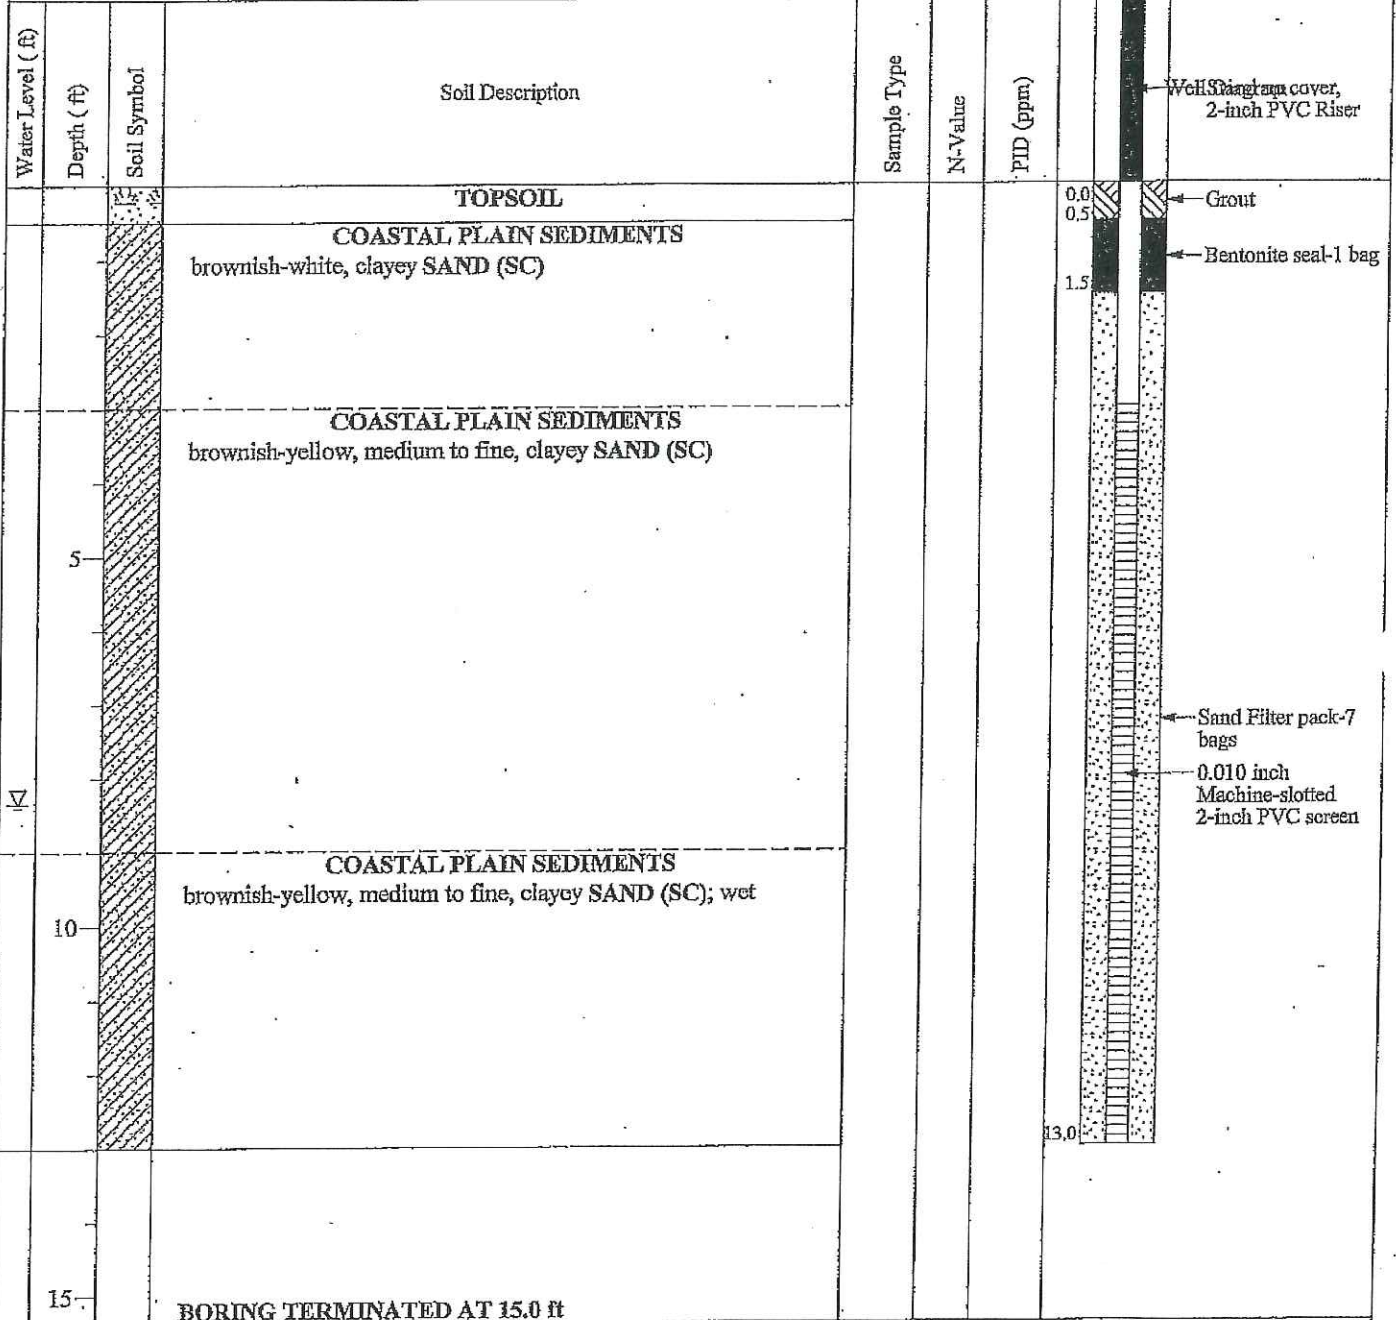 Water Level (ft)
Depth (ft)
Soil Symbol
Soil Description
Sample Type
N-Value
PID (ppm)
Well Diagram cover,
2-inch PVC Riser
TOPSOIL
0.0
0.5
Grout
COASTAL PLAIN SEDIMENTS
brownish-white, clayey SAND (SC)
Bentonite seal-1 bag
1.5
COASTAL PLAIN SEDIMENTS
brownish-yellow, medium to fine, clayey SAND (SC)
5
Sand Filter pack-7
bags
0.010 inch
Machine-slotted
2-inch PVC screen
COASTAL PLAIN SEDIMENTS
brownish-yellow, medium to fine, clayey SAND (SC); wet
10
13.0
15
BORING TERMINATED AT 15.0 ft